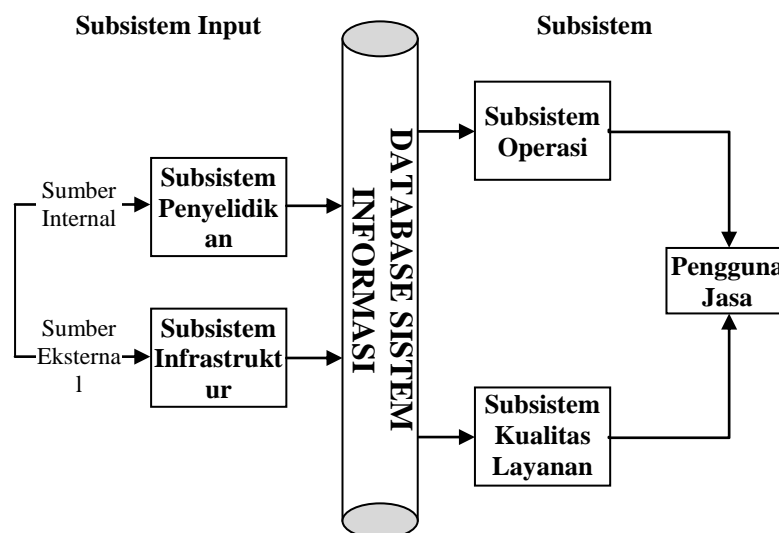 Subsistem Input
Subsistem
Sumber
Internal
Subsistem
Penyelidik
an
Sumber
Eksterna
l
Subsistem
Infrastrukt
ur
DATABASE SISTEM
INFORMASI
Subsistem
Operasi
Subsistem
Kualitas
Layanan
Pengguna
Jasa